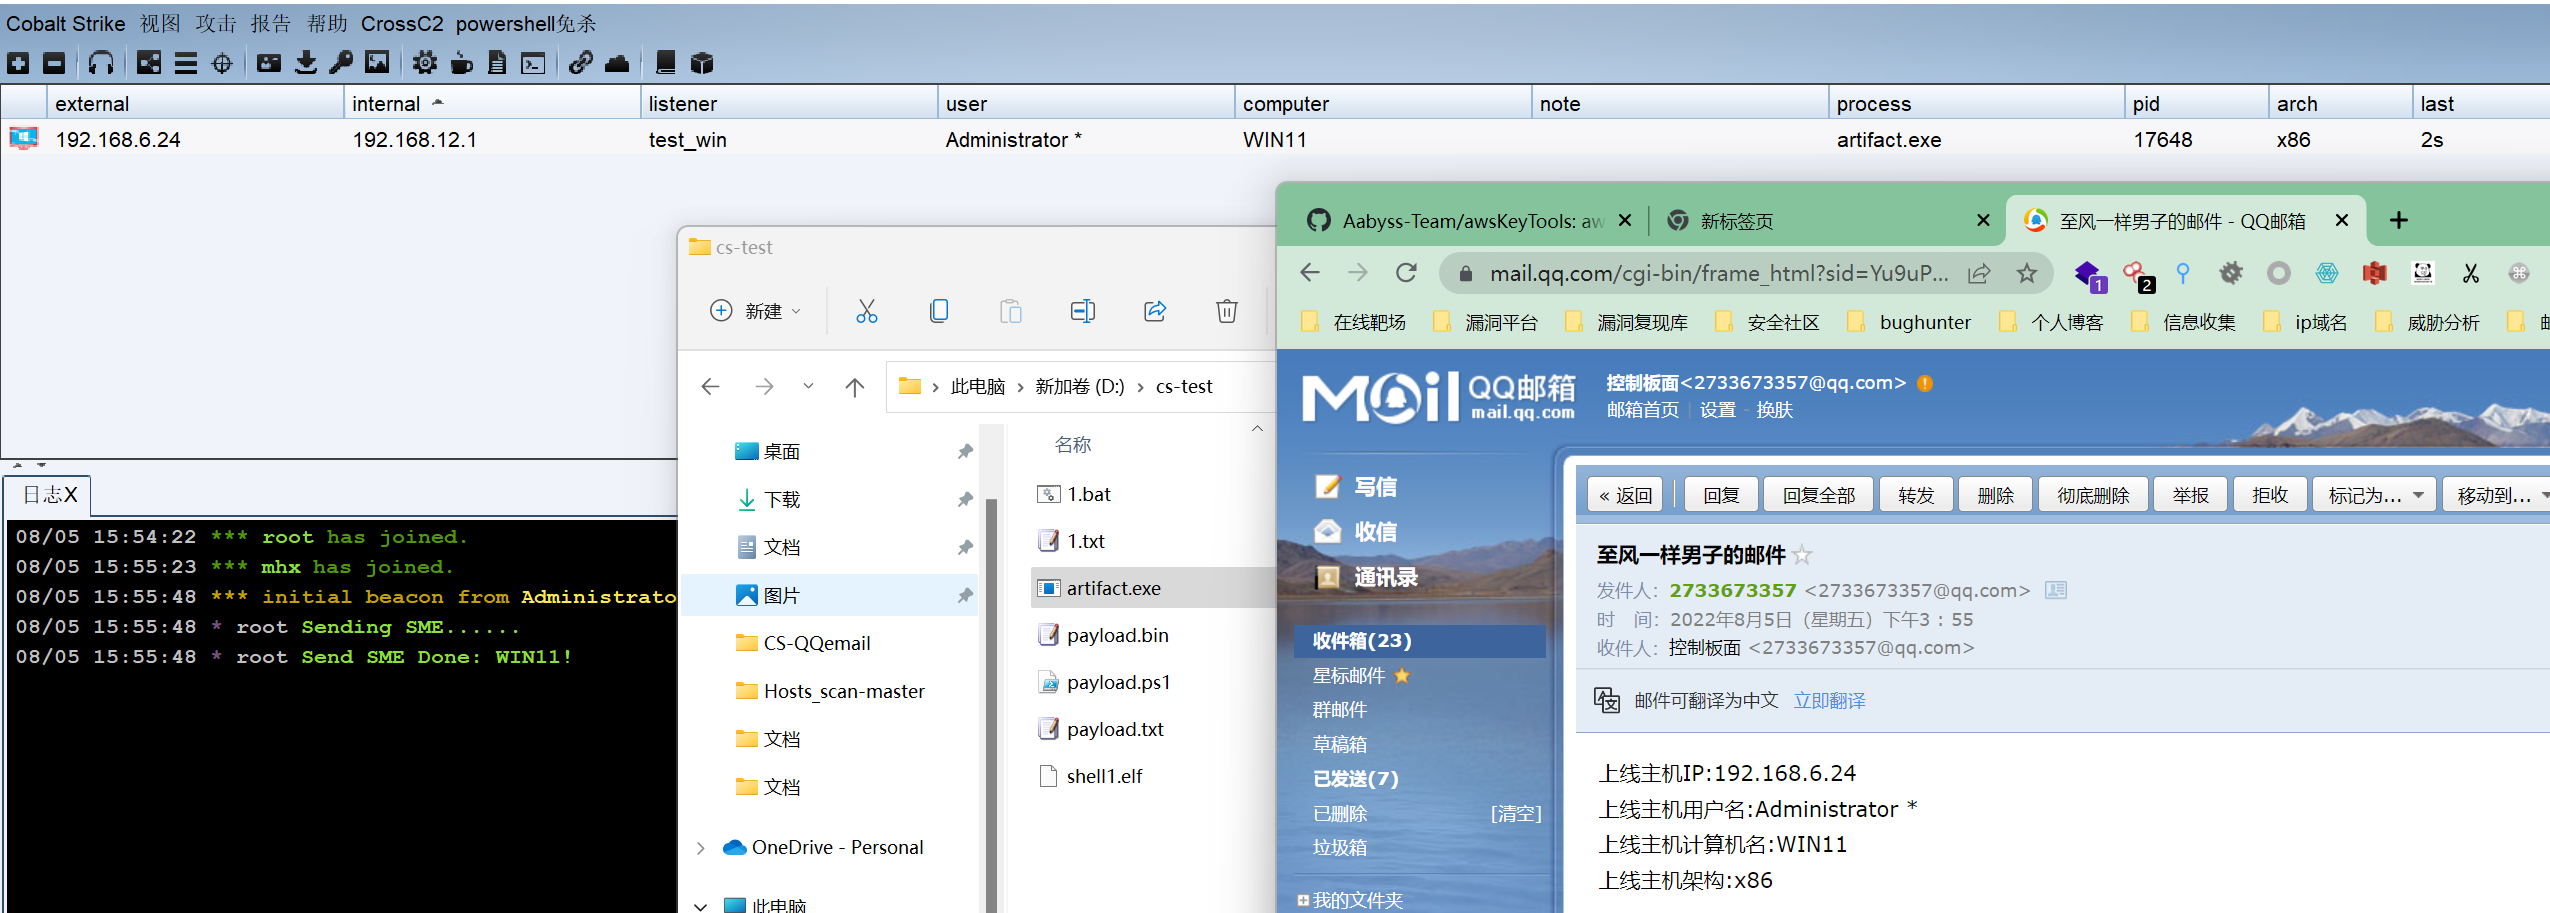 Cobalt Strike 视图 攻击 报告 帮助 CrossC2 powershell免杀
external internal listener user computer note process pid arch last
192.168.6.24 192.168.12.1 test_win Administrator * WIN11 artifact.exe 17648 x86 2s
日志X
08/05 15:54:22 *** root has joined.
08/05 15:55:23 *** mhx has joined.
08/05 15:55:48 *** initial beacon from Administrato
08/05 15:55:48 * root Sending SME......
08/05 15:55:48 * root Send SME Done: WIN11!
cs-test
新建
此电脑 › 新加卷 (D:) › cs-test
桌面
下载
文档
图片
CS-QQemail
Hosts_scan-master
文档
文档
OneDrive - Personal
此电脑
名称
1.bat
1.txt
artifact.exe
payload.bin
payload.ps1
payload.txt
shell1.elf
Aabyss-Team/awsKeyTools: aw
新标签页
至风一样男子的邮件 - QQ邮箱
mail.qq.com/cgi-bin/frame_html?sid=Yu9uP...
1
2
在线靶场 漏洞平台 漏洞复现库 安全社区 bughunter 个人博客 信息收集 ip域名 威胁分析
Mail QQ邮箱
mail.qq.com
控制板面<2733673357@qq.com>
邮箱首页 | 设置 - 换肤
写信
收信
通讯录
收件箱(23)
星标邮件
群邮件
草稿箱
已发送(7)
已删除 [清空]
垃圾箱
我的文件夹
« 返回 回复 回复全部 转发 删除 彻底删除 举报 拒收 标记为... 移动到...
至风一样男子的邮件
发件人：2733673357 <2733673357@qq.com>
时 间：2022年8月5日（星期五）下午3：55
收件人：控制板面 <2733673357@qq.com>
邮件可翻译为中文 立即翻译
上线主机IP:192.168.6.24
上线主机用户名:Administrator *
上线主机计算机名:WIN11
上线主机架构:x86